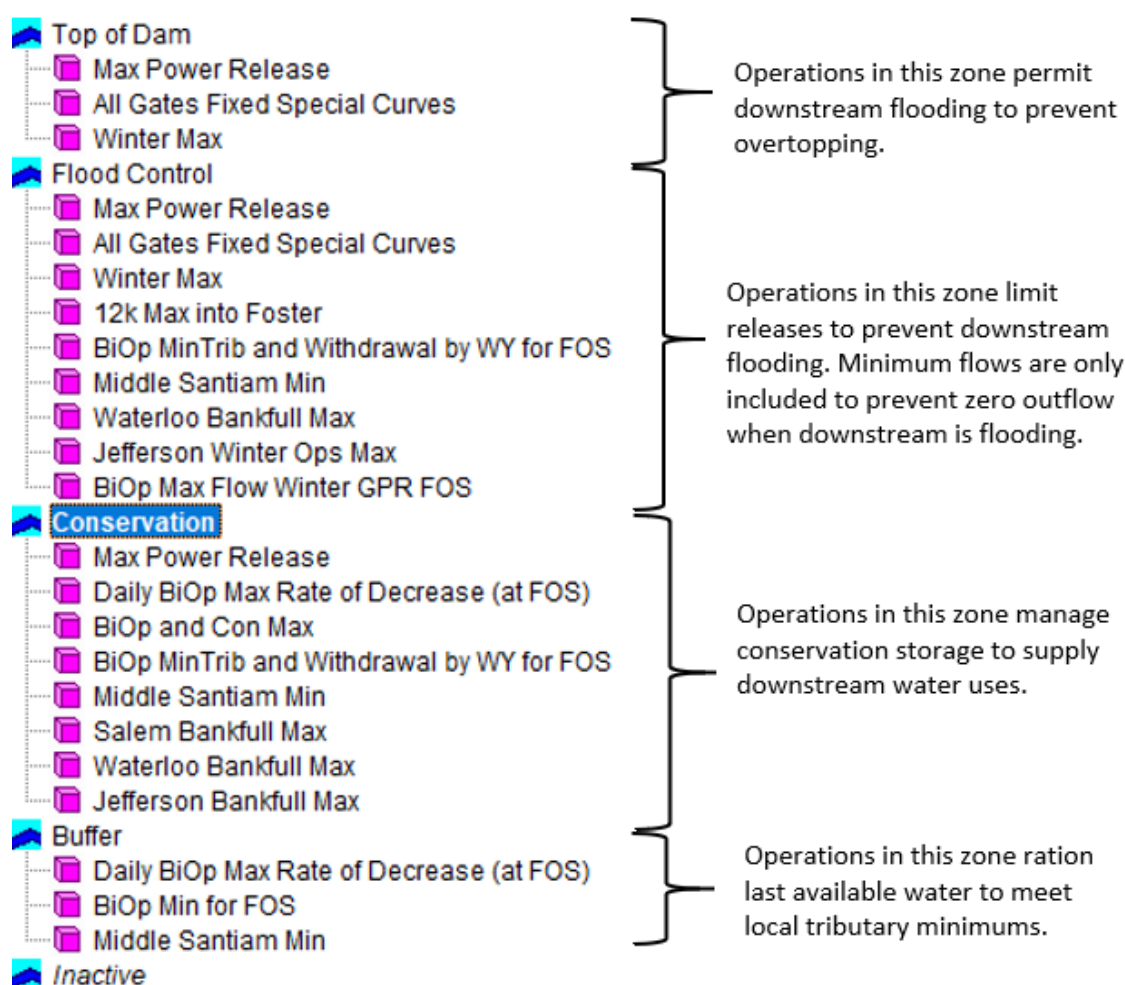 Top of Dam
Max Power Release
All Gates Fixed Special Curves
Winter Max
Operations in this zone permit
downstream flooding to prevent
overtopping.
Flood Control
Max Power Release
All Gates Fixed Special Curves
Winter Max
12k Max into Foster
BiOp MinTrib and Withdrawal by WY for FOS
Middle Santiam Min
Waterloo Bankfull Max
Jefferson Winter Ops Max
BiOp Max Flow Winter GPR FOS
Operations in this zone limit
releases to prevent downstream
flooding. Minimum flows are only
included to prevent zero outflow
when downstream is flooding.
Conservation
Max Power Release
Daily BiOp Max Rate of Decrease (at FOS)
BiOp and Con Max
BiOp MinTrib and Withdrawal by WY for FOS
Middle Santiam Min
Salem Bankfull Max
Waterloo Bankfull Max
Jefferson Bankfull Max
Operations in this zone manage
conservation storage to supply
downstream water uses.
Buffer
Daily BiOp Max Rate of Decrease (at FOS)
BiOp Min for FOS
Middle Santiam Min
Operations in this zone ration
last available water to meet
local tributary minimums.
Inactive